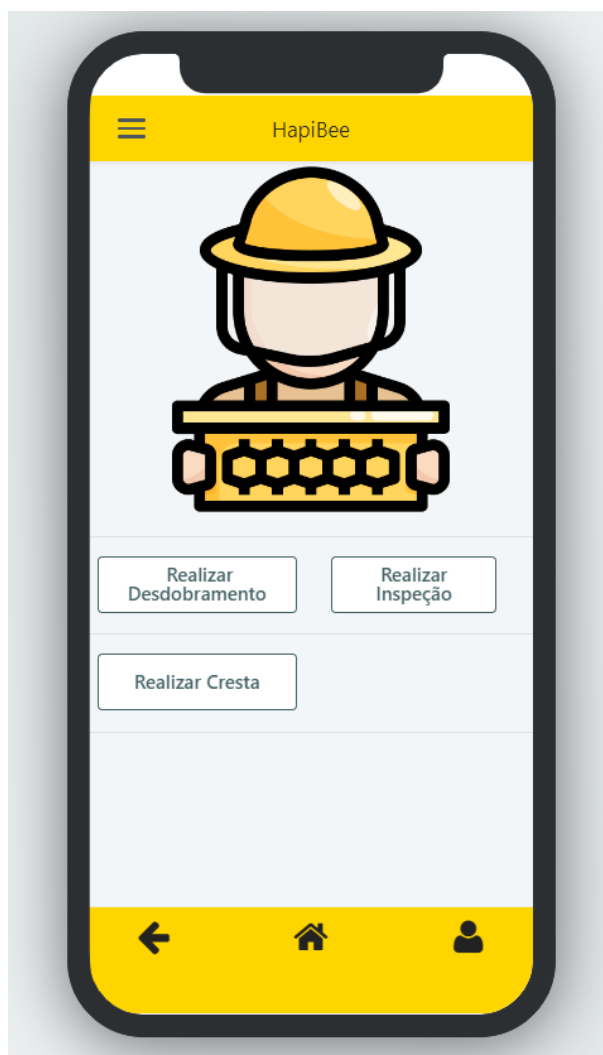 HapiBee
Realizar
Desdobramento
Realizar
Inspeção
Realizar Cresta